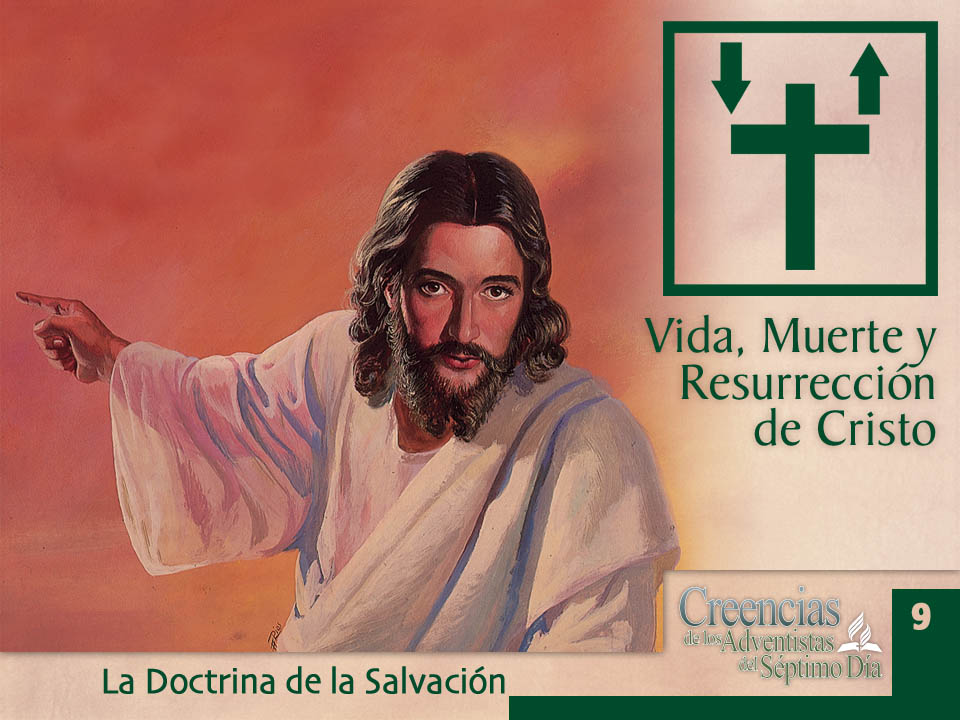 Vida, Muerte y
Resurrección
de Cristo
Creencias
de los Adventistas
del Séptimo Día
9
La Doctrina de la Salvación